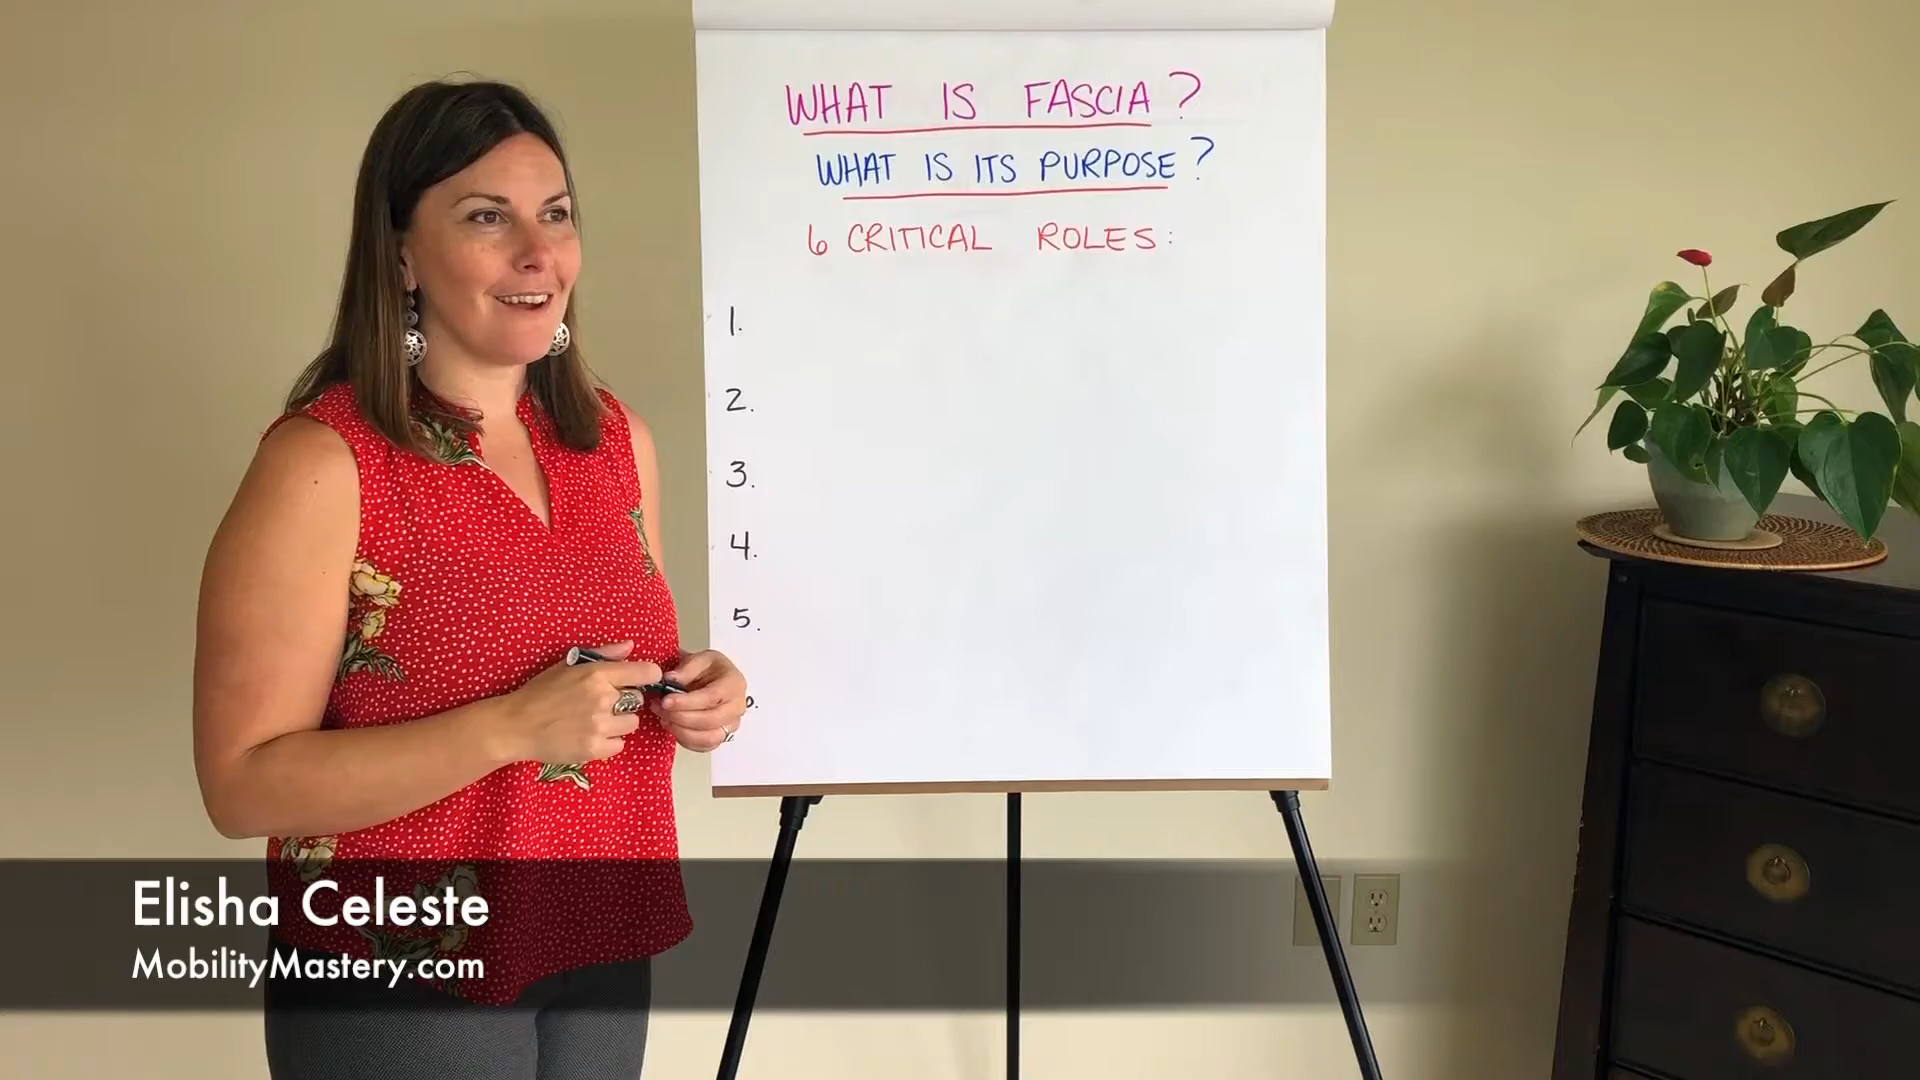 WHAT IS FASCIA?
WHAT IS ITS PURPOSE?
6 CRITICAL ROLES:
1.
2.
3.
4.
5.
Elisha Celeste
MobilityMastery.com